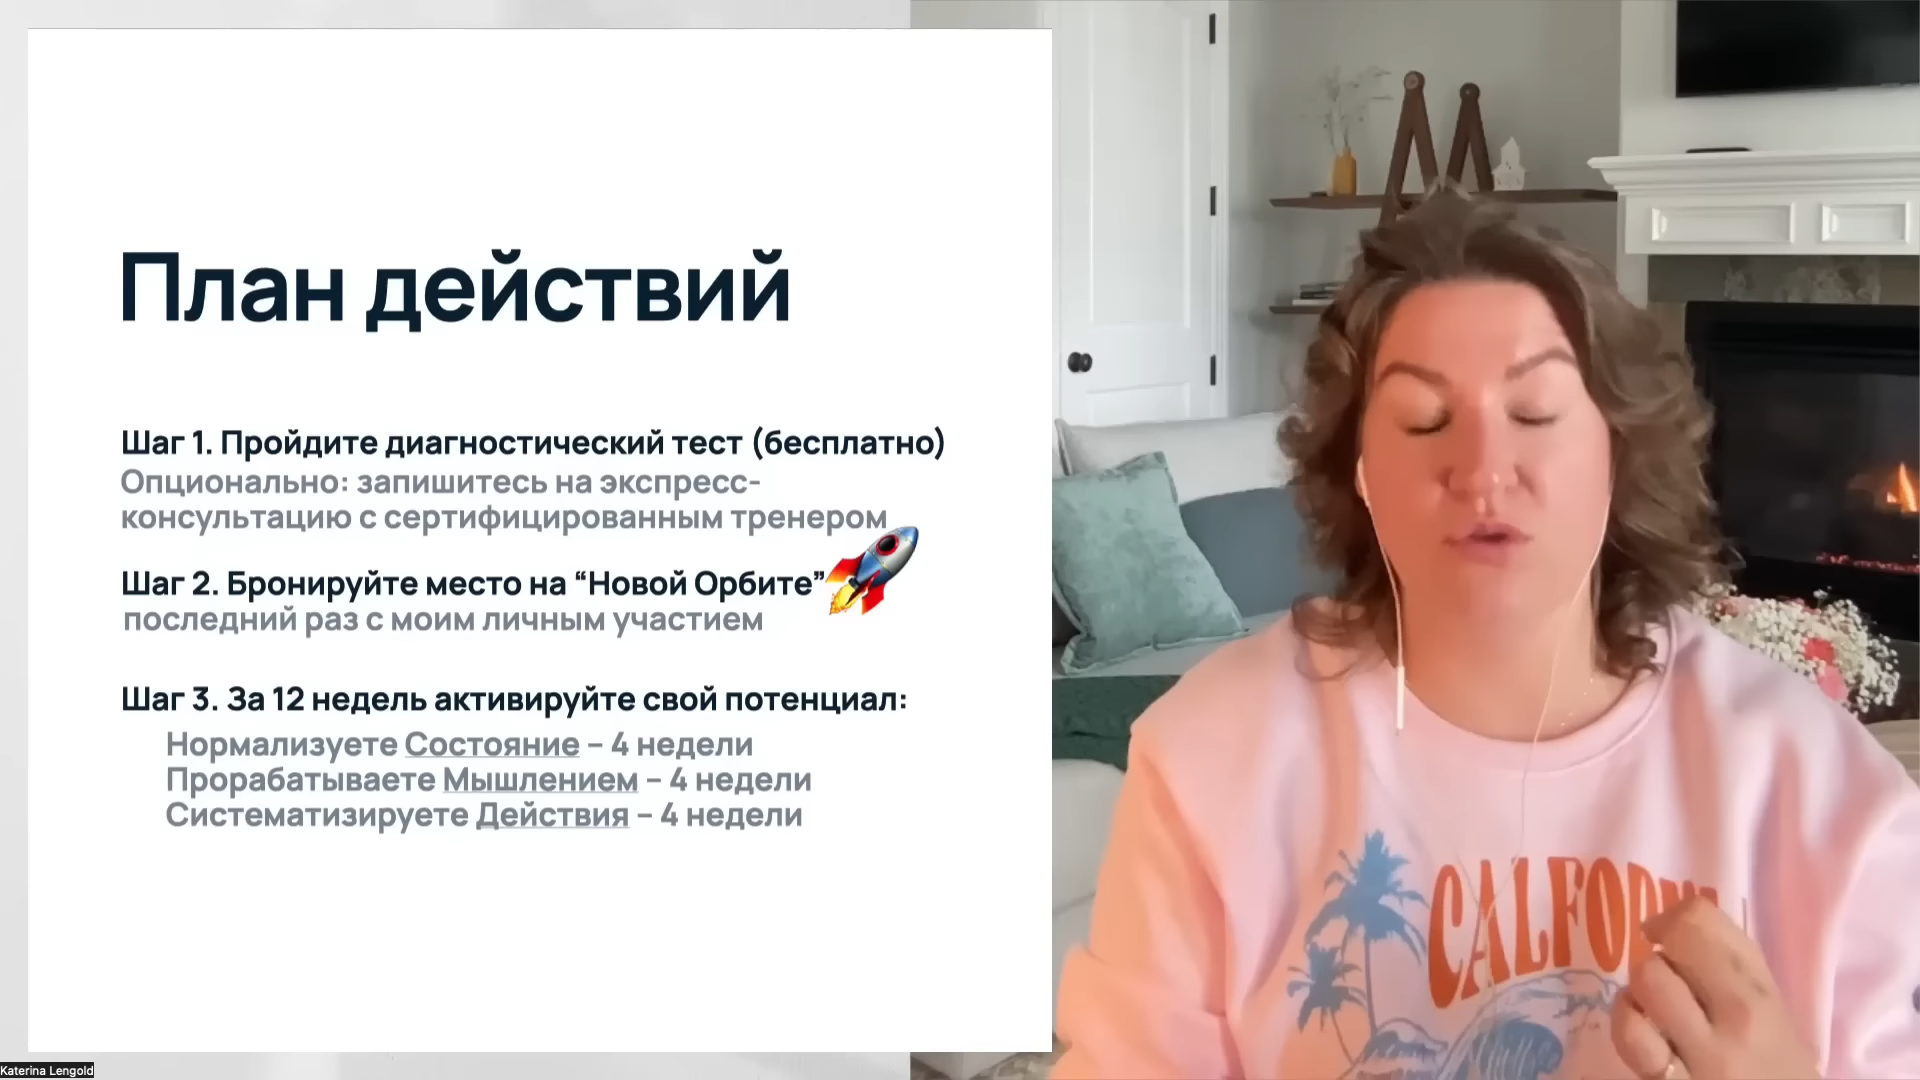 План действий
Шаг 1. Пройдите диагностический тест (бесплатно)
Опционально: запишитесь на экспресс-
консультацию с сертифицированным тренером
Шаг 2. Бронируйте место на “Новой Орбите”
последний раз с моим личным участием
Шаг 3. За 12 недель активируйте свой потенциал:
Нормализуете Состояние – 4 недели
Прорабатываете Мышлением – 4 недели
Систематизируете Действия – 4 недели
Katerina Lengold